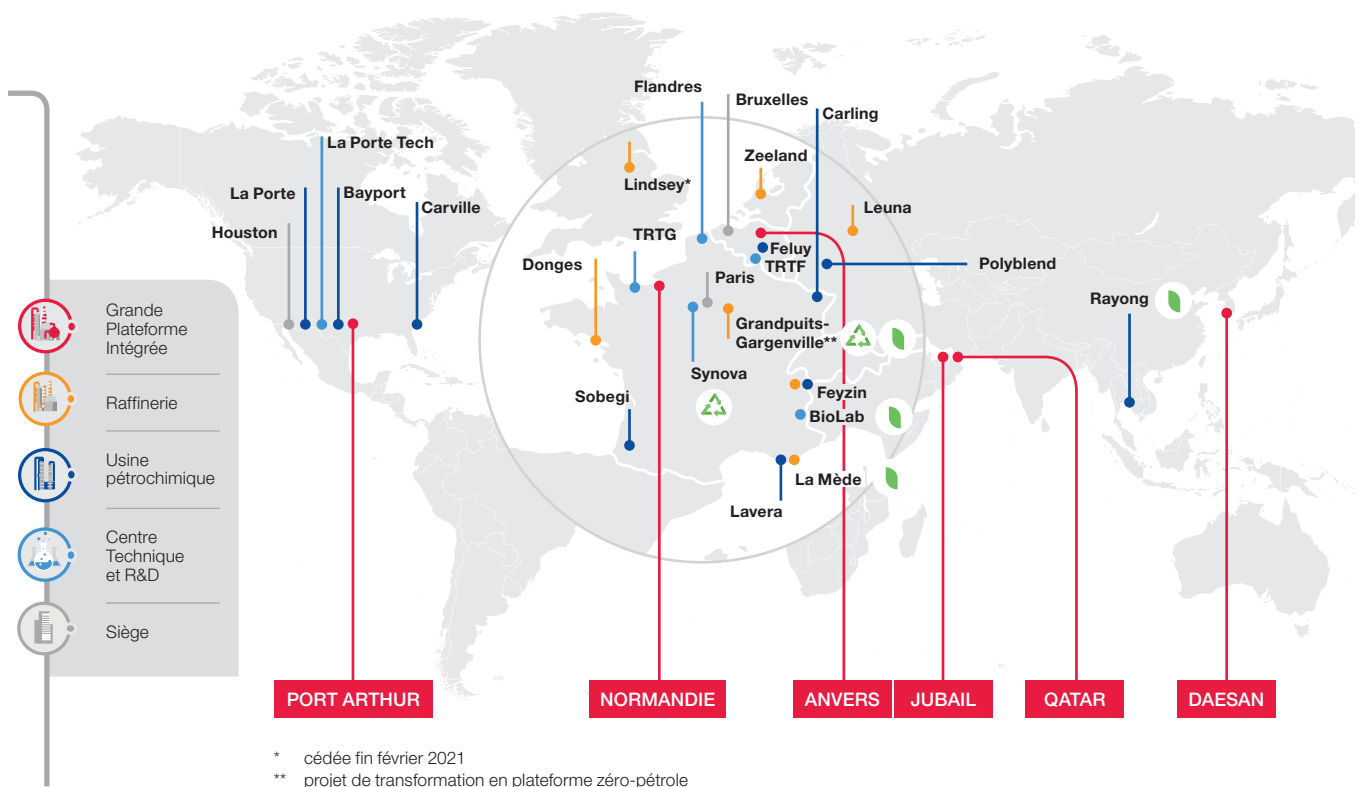 Flandres
Bruxelles
Carling
La Porte Tech
Zeeland
Lindsey*
La Porte
Bayport
Carville
Leuna
Houston
TRTG
Feluy
TRTF
Donges
Paris
Polyblend
Rayong
Grande
Plateforme
Intégrée
Grandpuits-
Gargenville**
Synova
Raffinerie
Sobegi
Feyzin
BioLab
Usine
pétrochimique
La Mède
Lavera
Centre
Technique
et R&D
Siège
PORT ARTHUR
NORMANDIE
ANVERS
JUBAIL
QATAR
DAESAN
* cédée fin février 2021
** projet de transformation en plateforme zéro-pétrole